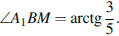 ∠A₁BM = arctg 3/5.